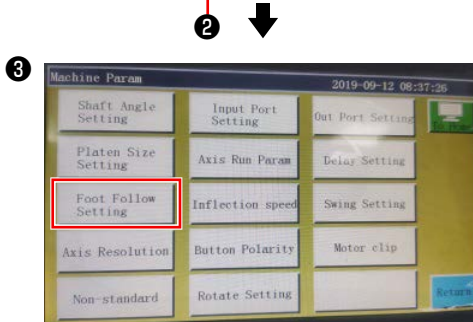 ❷
❸
Machine Param
2019-09-12 08:37:26
Shaft Angle
Setting
Input Port
Setting
Out Port Setting
Platen Size
Setting
Axis Run Param
Delay Setting
Foot Follow
Setting
Inflection speed
Swing Setting
Axis Resolution
Button Polarity
Motor clip
Non-standard
Rotate Setting
Return